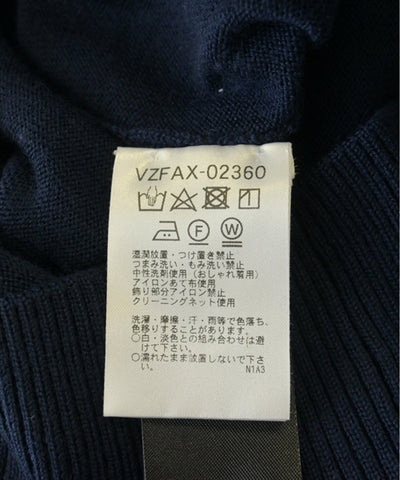 VZFAX-02360
F W
湿潤放置・つけ置き禁止
つまみ洗い・もみ洗い禁止
中性洗剤使用(おしゃれ着用)
アイロンあて布使用
飾り部分アイロン禁止
クリーニングネット使用
洗濯・摩擦・汗・雨等で色落ち、
色移りすることがあります。
○白・淡色との組み合わせは避
けて下さい。
○濡れたまま放置しないで下さ
い。
N1A3